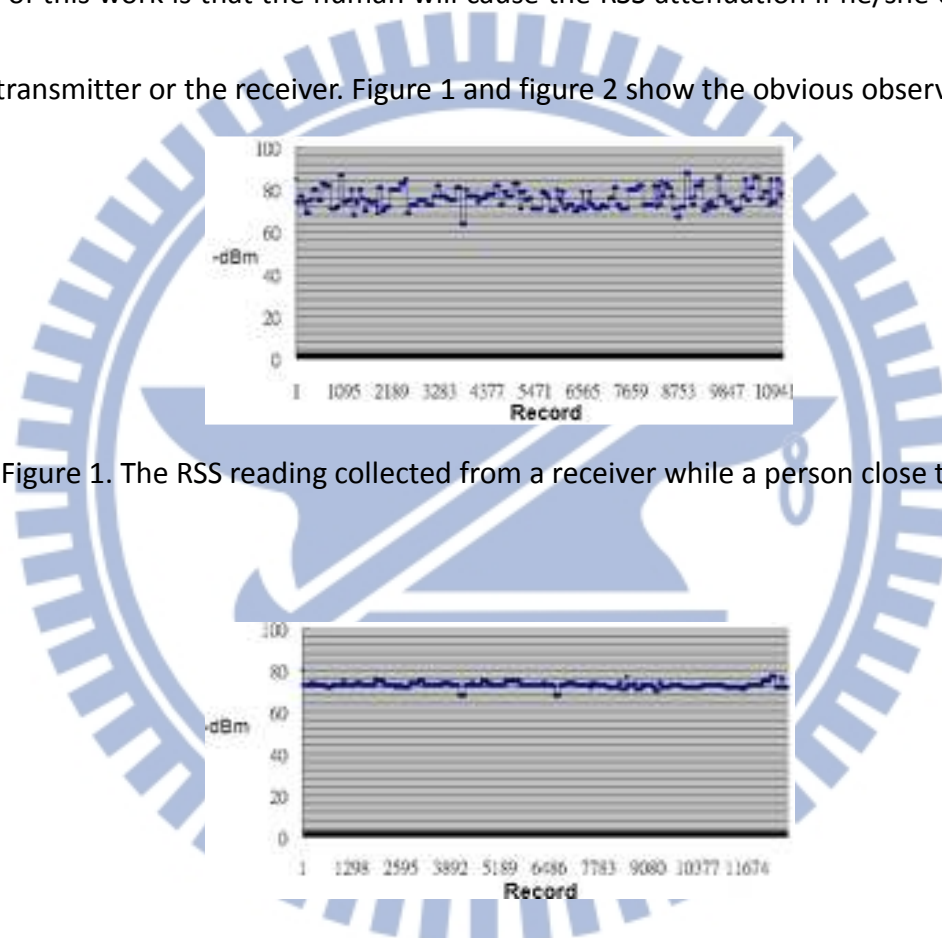 of this work is that the human will cause the RSS attenuation if he/she
transmitter or the receiver. Figure 1 and figure 2 show the obvious observ
100
80
60
-dBm
40
20
0
1 1095 2189 3283 4377 5471 6565 7659 8753 9847 10941
Record
Figure 1. The RSS reading collected from a receiver while a person close t
100
80
60
-dBm
40
20
0
1 1298 2595 3892 5189 6486 7783 9080 10377 11674
Record